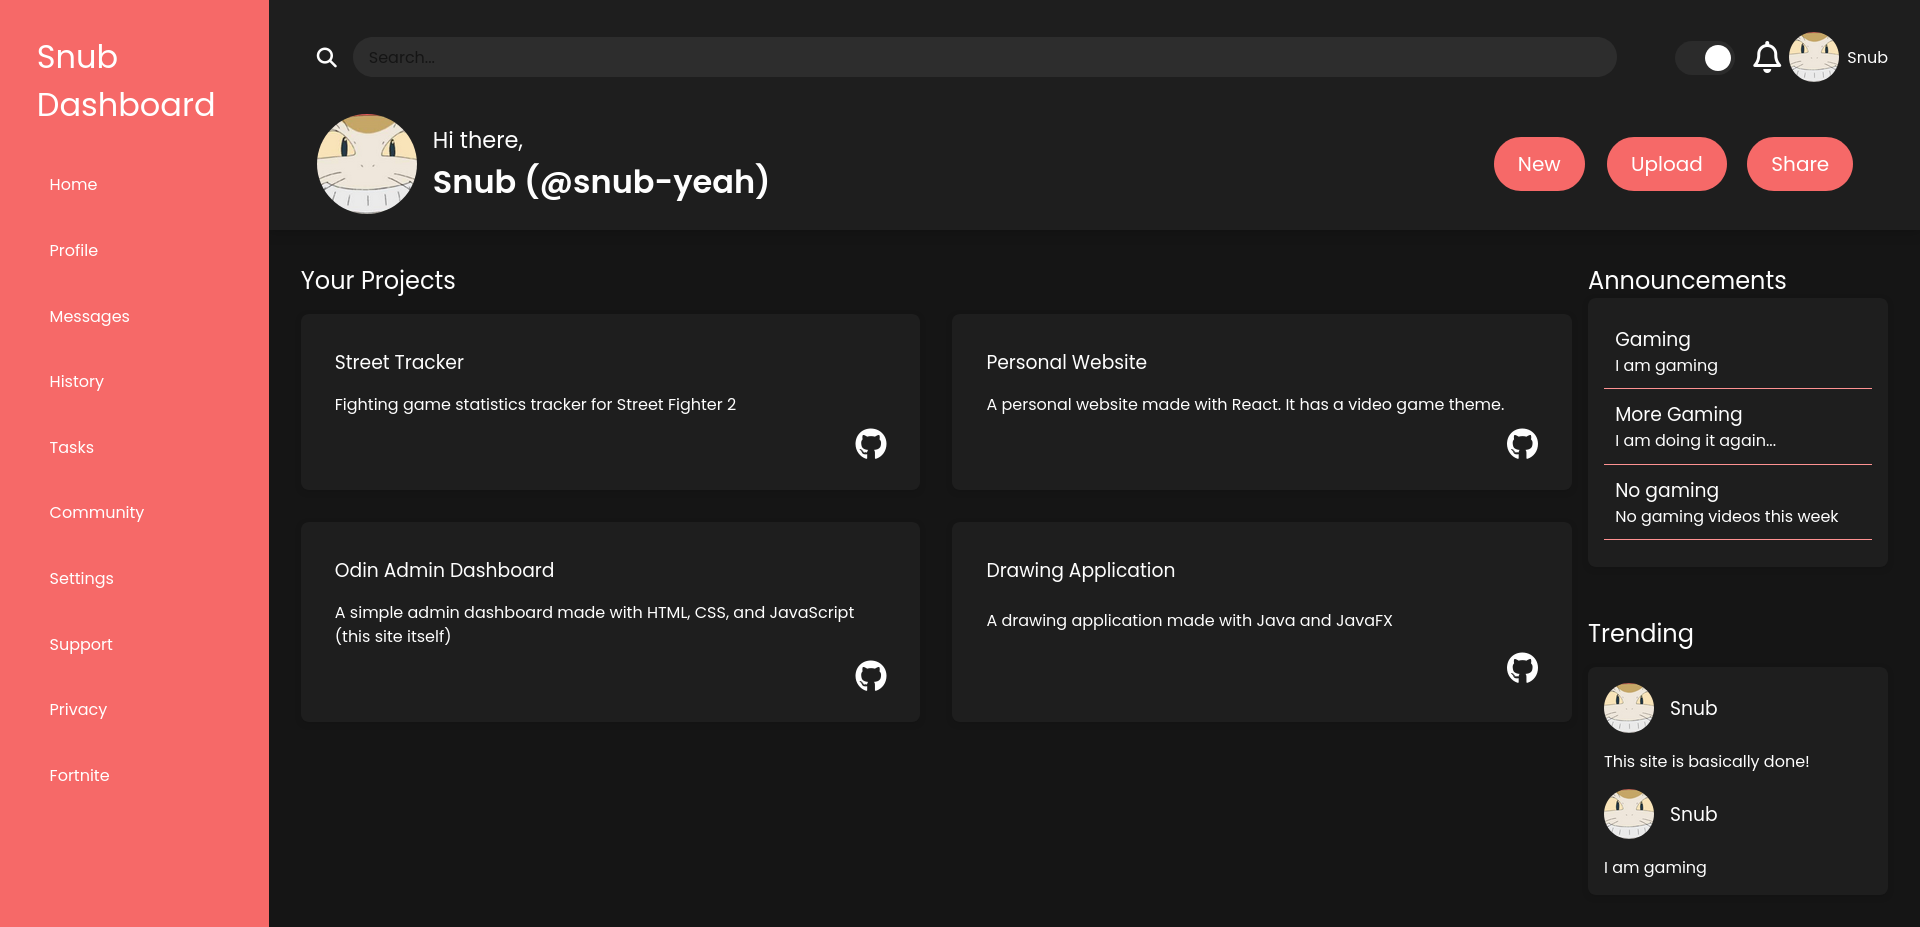 Snub
Dashboard
Home
Profile
Messages
History
Tasks
Community
Settings
Support
Privacy
Fortnite
Search...
Snub
Hi there,
Snub (@snub-yeah)
New
Upload
Share
Your Projects
Street Tracker
Fighting game statistics tracker for Street Fighter 2
Personal Website
A personal website made with React. It has a video game theme.
Odin Admin Dashboard
A simple admin dashboard made with HTML, CSS, and JavaScript
(this site itself)
Drawing Application
A drawing application made with Java and JavaFX
Announcements
Gaming
I am gaming
More Gaming
I am doing it again...
No gaming
No gaming videos this week
Trending
Snub
This site is basically done!
Snub
I am gaming